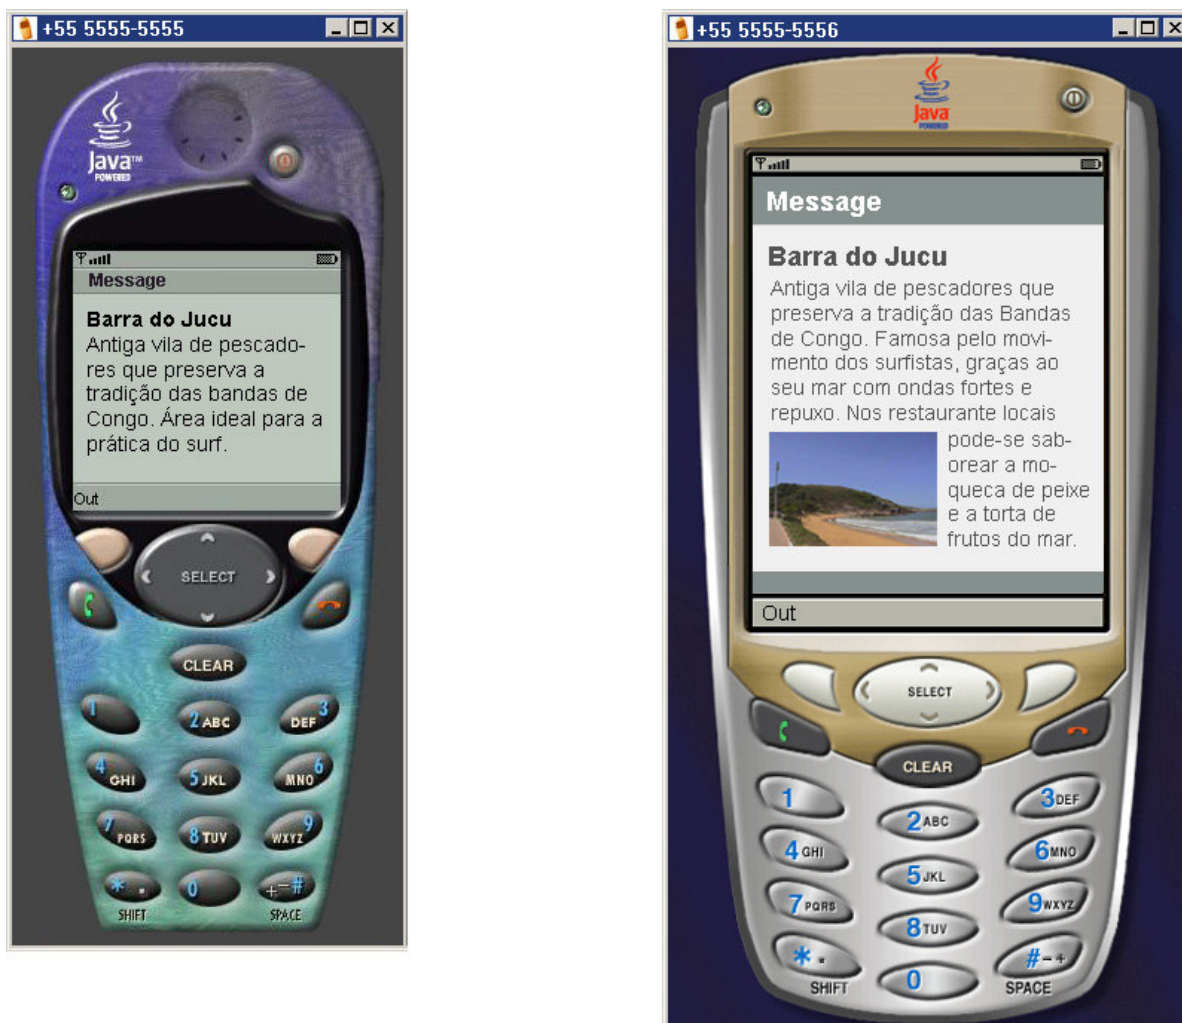 +55 5555-5555
Java™
POWERED
Message
Barra do Jucu
Antiga vila de pescado-
res que preserva a
tradição das bandas de
Congo. Área ideal para a
prática do surf.
Out
SELECT
CLEAR
1
2 ABC
DEF 3
4 GHI
5 JKL
MNO 6
7 PQRS
8 TUV
WXYZ 9
* .
0
+-#
SHIFT
SPACE
+55 5555-5556
Java
POWERED
Message
Barra do Jucu
Antiga vila de pescadores que
preserva a tradição das Bandas
de Congo. Famosa pelo movi-
mento dos surfistas, graças ao
seu mar com ondas fortes e
repuxo. Nos restaurante locais
pode-se sab-
orear a mo-
queca de peixe
e a torta de
frutos do mar.
Out
SELECT
CLEAR
1
2 ABC
3 DEF
4 GHI
5 JKL
6 MNO
7 PQRS
8 TUV
9 WXYZ
* .
0
#-+
SHIFT
SPACE